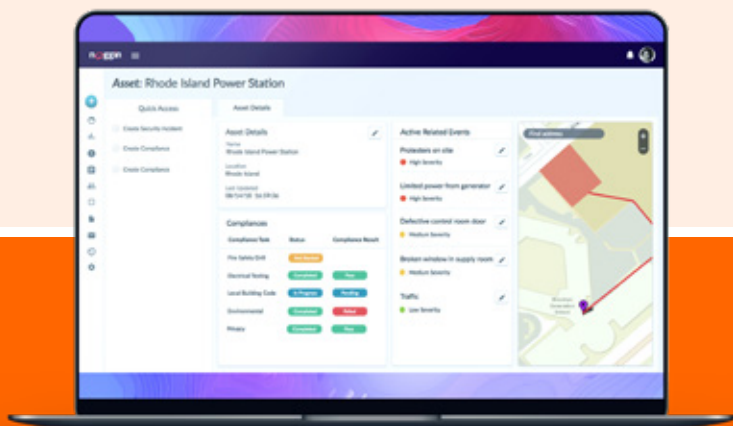 Asset: Rhode Island Power Station
Quick Access
Create Security Incident
Create Compliance
Create Compliance
Asset Details
Asset Details
Name
Rhode Island Power Station
Location
Rhode Island
Last Updated
Compliances
Compliance Task Status Compliance Result
Fire Safety Drill Not Started
Electrical Testing Completed Pass
Local Building Code In Progress Pending
Environmental Completed Failed
Privacy Completed Pass
Active Related Events
Protesters on site
High Severity
Limited power from generator
High Severity
Defective control room door
Medium Severity
Broken window in supply room
Medium Severity
Traffic
Low Severity
Find address